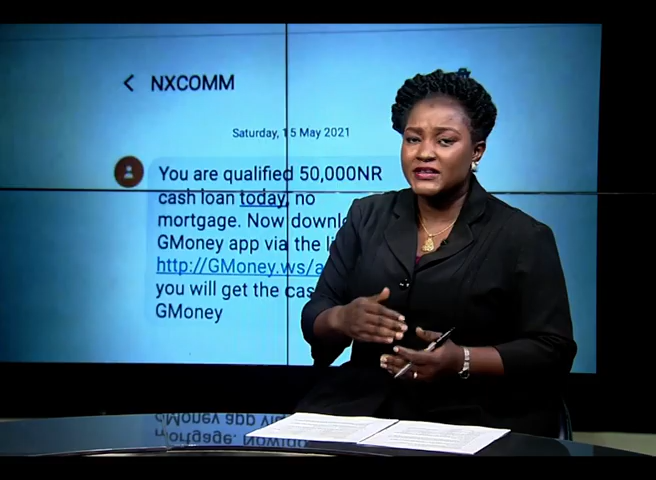 NXCOMM
Saturday, 15 May 2021
You are qualified 50,000NR
cash loan today, no
mortgage. Now downl
GMoney app via the li
http://GMoney.ws/a
you will get the cas
GMoney